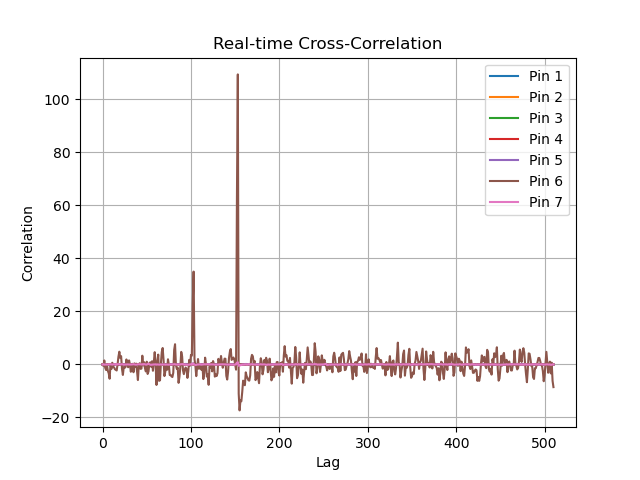 Real-time Cross-Correlation
Pin 1
Pin 2
Pin 3
Pin 4
Pin 5
Pin 6
Pin 7
Correlation
100
80
60
40
20
0
−20
0 100 200 300 400 500
Lag